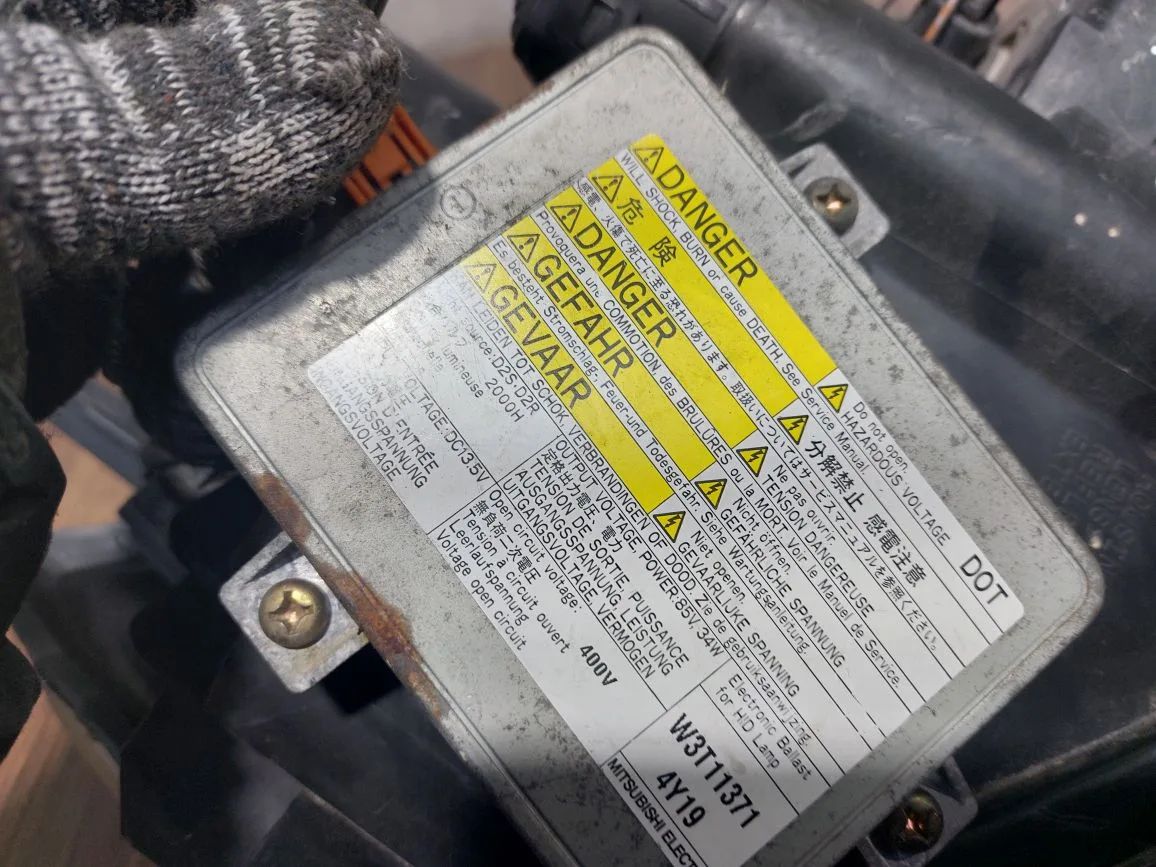 DANGER
WILL SHOCK, BURN or cause DEATH. See Service Manual.
Do not open.
HAZARDOUS VOLTAGE
DOT
危険
感電、火傷で死亡に至る恐れがあります。取扱いについてはサービスマニュアルを参照ください。
分解禁止 感電注意
DANGER
Provoquera une COMMOTION des BRULÛRES ou la MORT. Voir le Manuel de Service.
Ne pas ouvrir.
TENSION DANGEREUSE
GEFAHR
Es besteht Stromschlag, Feuer-und Todesgefahr. Siehe Wartungsanleitung.
Nicht öffnen.
GEFÄHRLICHE SPANNUNG
GEVAAR
LEIDEN TOT SCHOK, VERBRANDINGEN OF DOOD. Zie de gebruiksaanwijzing
Net openen.
GEVAARLIJKE SPANNING
D2S, D2R
2000H
VOLTAGE:DC13.5V
D'ENTRÉE
OUTPUT VOLTAGE, POWER:85V, 34W
定格出力電圧、電力
TENSION DE SORTIE, PUISSANCE
AUSGANGSSPANNUNG, LEISTUNG
UITGANGSVOLTAGE, VERMOGEN
Open circuit voltage: 400V
無負荷二次電圧
Tension à circuit ouvert
Leerlaufspannung
Voltage open circuit
Electronic Ballast
for HID Lamp
W3T11371
4Y19
MITSUBISHI ELECT